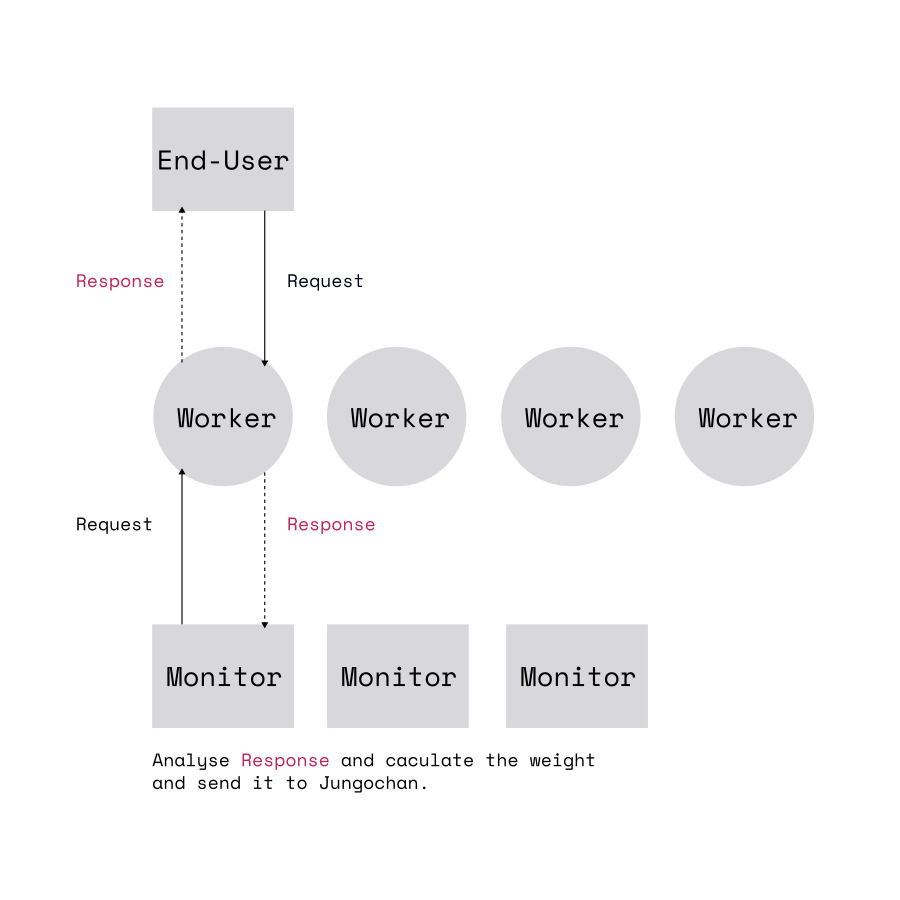 End-User
Response
Request
Worker
Worker
Worker
Worker
Request
Response
Monitor
Monitor
Monitor
Analyse Response and caculate the weight
and send it to Jungochan.